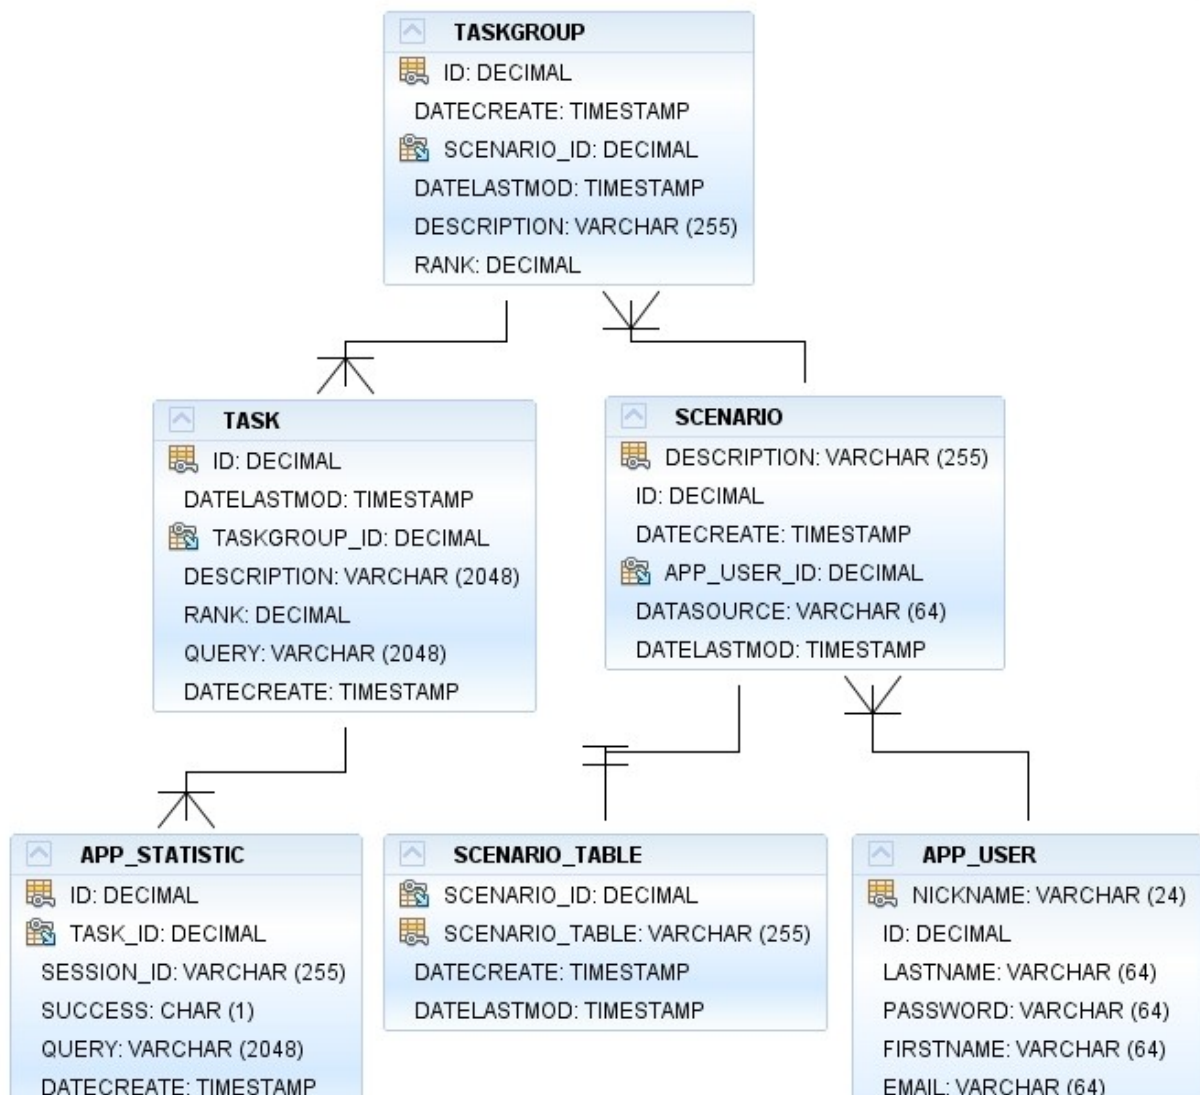 TASKGROUP
ID: DECIMAL
DATECREATE: TIMESTAMP
SCENARIO_ID: DECIMAL
DATELASTMOD: TIMESTAMP
DESCRIPTION: VARCHAR (255)
RANK: DECIMAL
TASK
ID: DECIMAL
DATELASTMOD: TIMESTAMP
TASKGROUP_ID: DECIMAL
DESCRIPTION: VARCHAR (2048)
RANK: DECIMAL
QUERY: VARCHAR (2048)
DATECREATE: TIMESTAMP
SCENARIO
DESCRIPTION: VARCHAR (255)
ID: DECIMAL
DATECREATE: TIMESTAMP
APP_USER_ID: DECIMAL
DATASOURCE: VARCHAR (64)
DATELASTMOD: TIMESTAMP
APP_STATISTIC
ID: DECIMAL
TASK_ID: DECIMAL
SESSION_ID: VARCHAR (255)
SUCCESS: CHAR (1)
QUERY: VARCHAR (2048)
DATECREATE: TIMESTAMP
SCENARIO_TABLE
SCENARIO_ID: DECIMAL
SCENARIO_TABLE: VARCHAR (255)
DATECREATE: TIMESTAMP
DATELASTMOD: TIMESTAMP
APP_USER
NICKNAME: VARCHAR (24)
ID: DECIMAL
LASTNAME: VARCHAR (64)
PASSWORD: VARCHAR (64)
FIRSTNAME: VARCHAR (64)
EMAIL: VARCHAR (64)